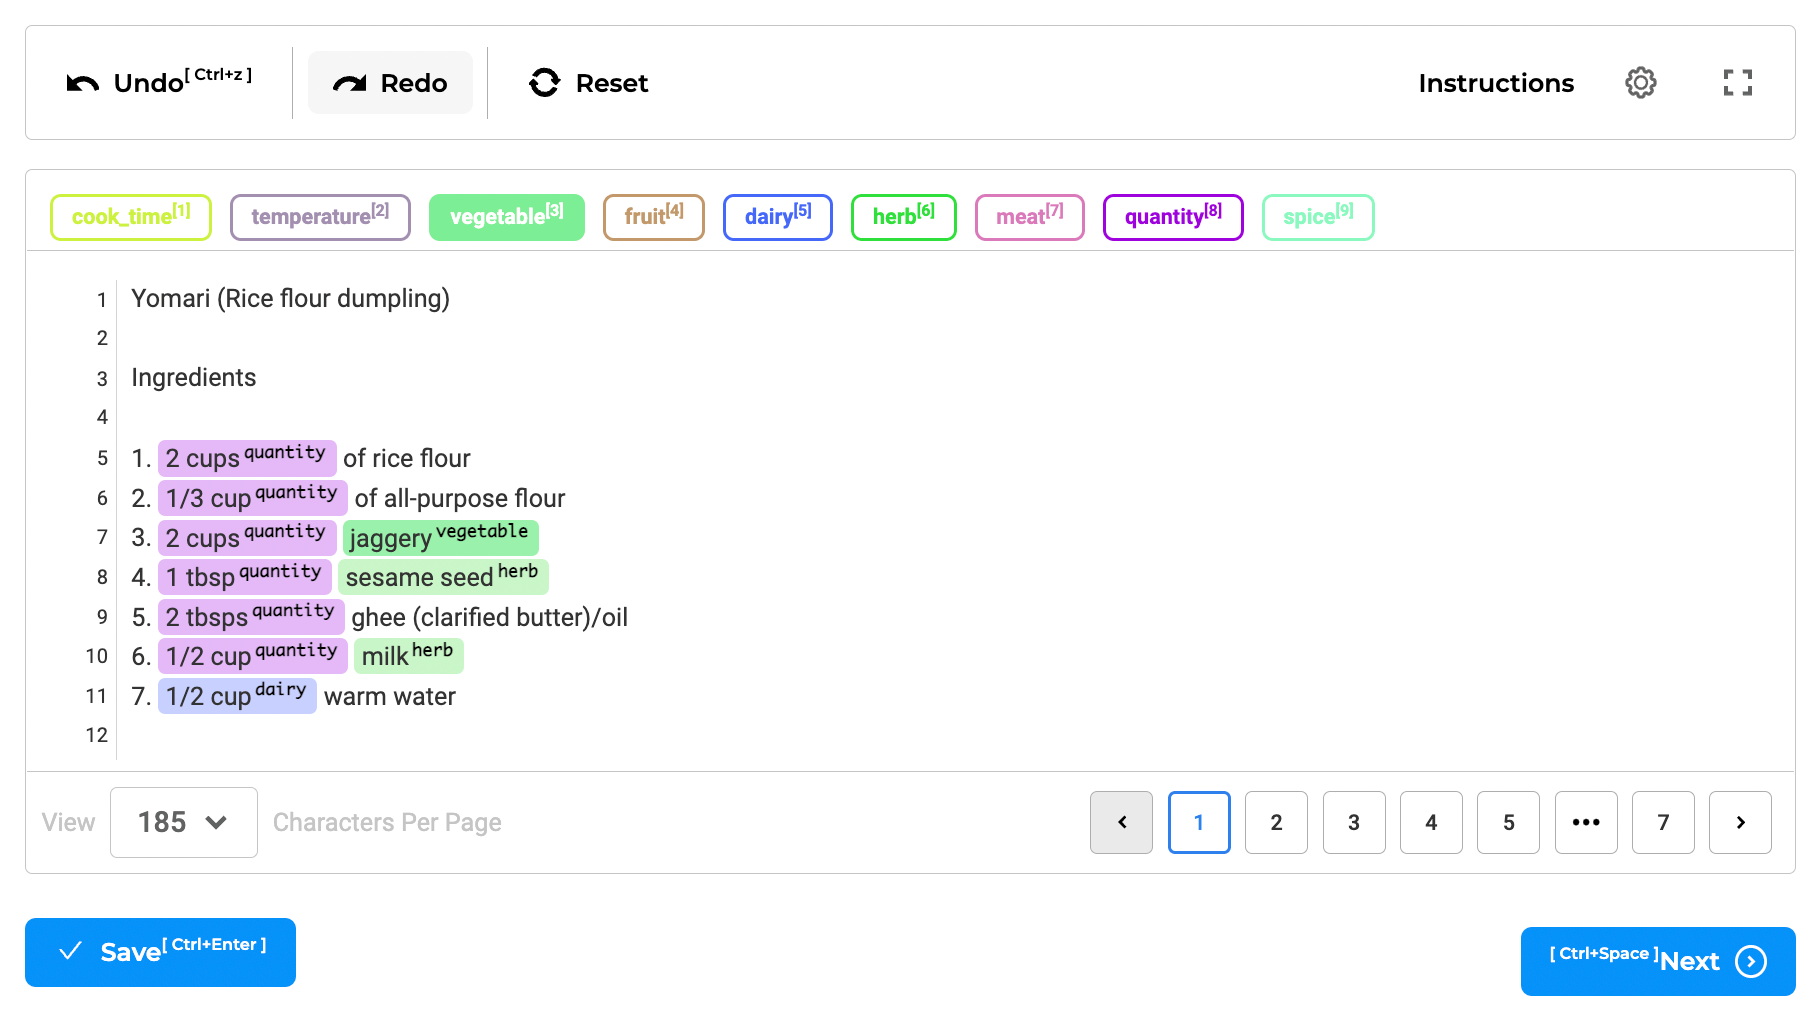 Undo[ Ctrl+z ] Redo Reset Instructions
cook_time[1] temperature[2] vegetable[3] fruit[4] dairy[5] herb[6] meat[7] quantity[8] spice[9]
1 Yomari (Rice flour dumpling)
2
3 Ingredients
4
5 1. 2 cups quantity of rice flour
6 2. 1/3 cup quantity of all-purpose flour
7 3. 2 cups quantity jaggery vegetable
8 4. 1 tbsp quantity sesame seed herb
9 5. 2 tbsps quantity ghee (clarified butter)/oil
10 6. 1/2 cup quantity milk herb
11 7. 1/2 cup dairy warm water
12
View 185 Characters Per Page 1 2 3 4 5 ••• 7
Save[ Ctrl+Enter ]
[ Ctrl+Space ]Next